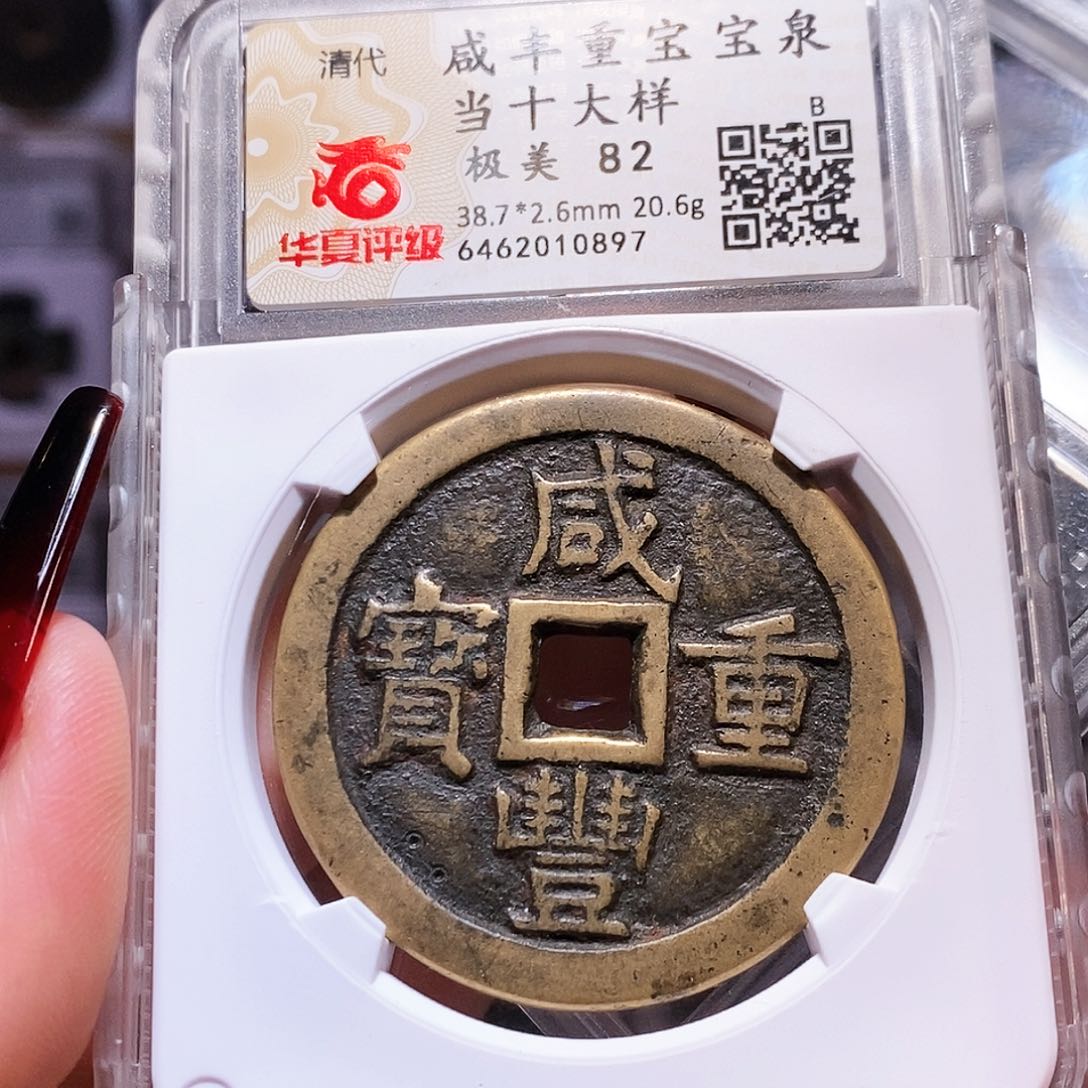 清代
咸丰重宝宝泉
当十大样
极美 82
38.7*2.6mm 20.6g
6462010897
B
华夏评级
咸
豐
重
寶